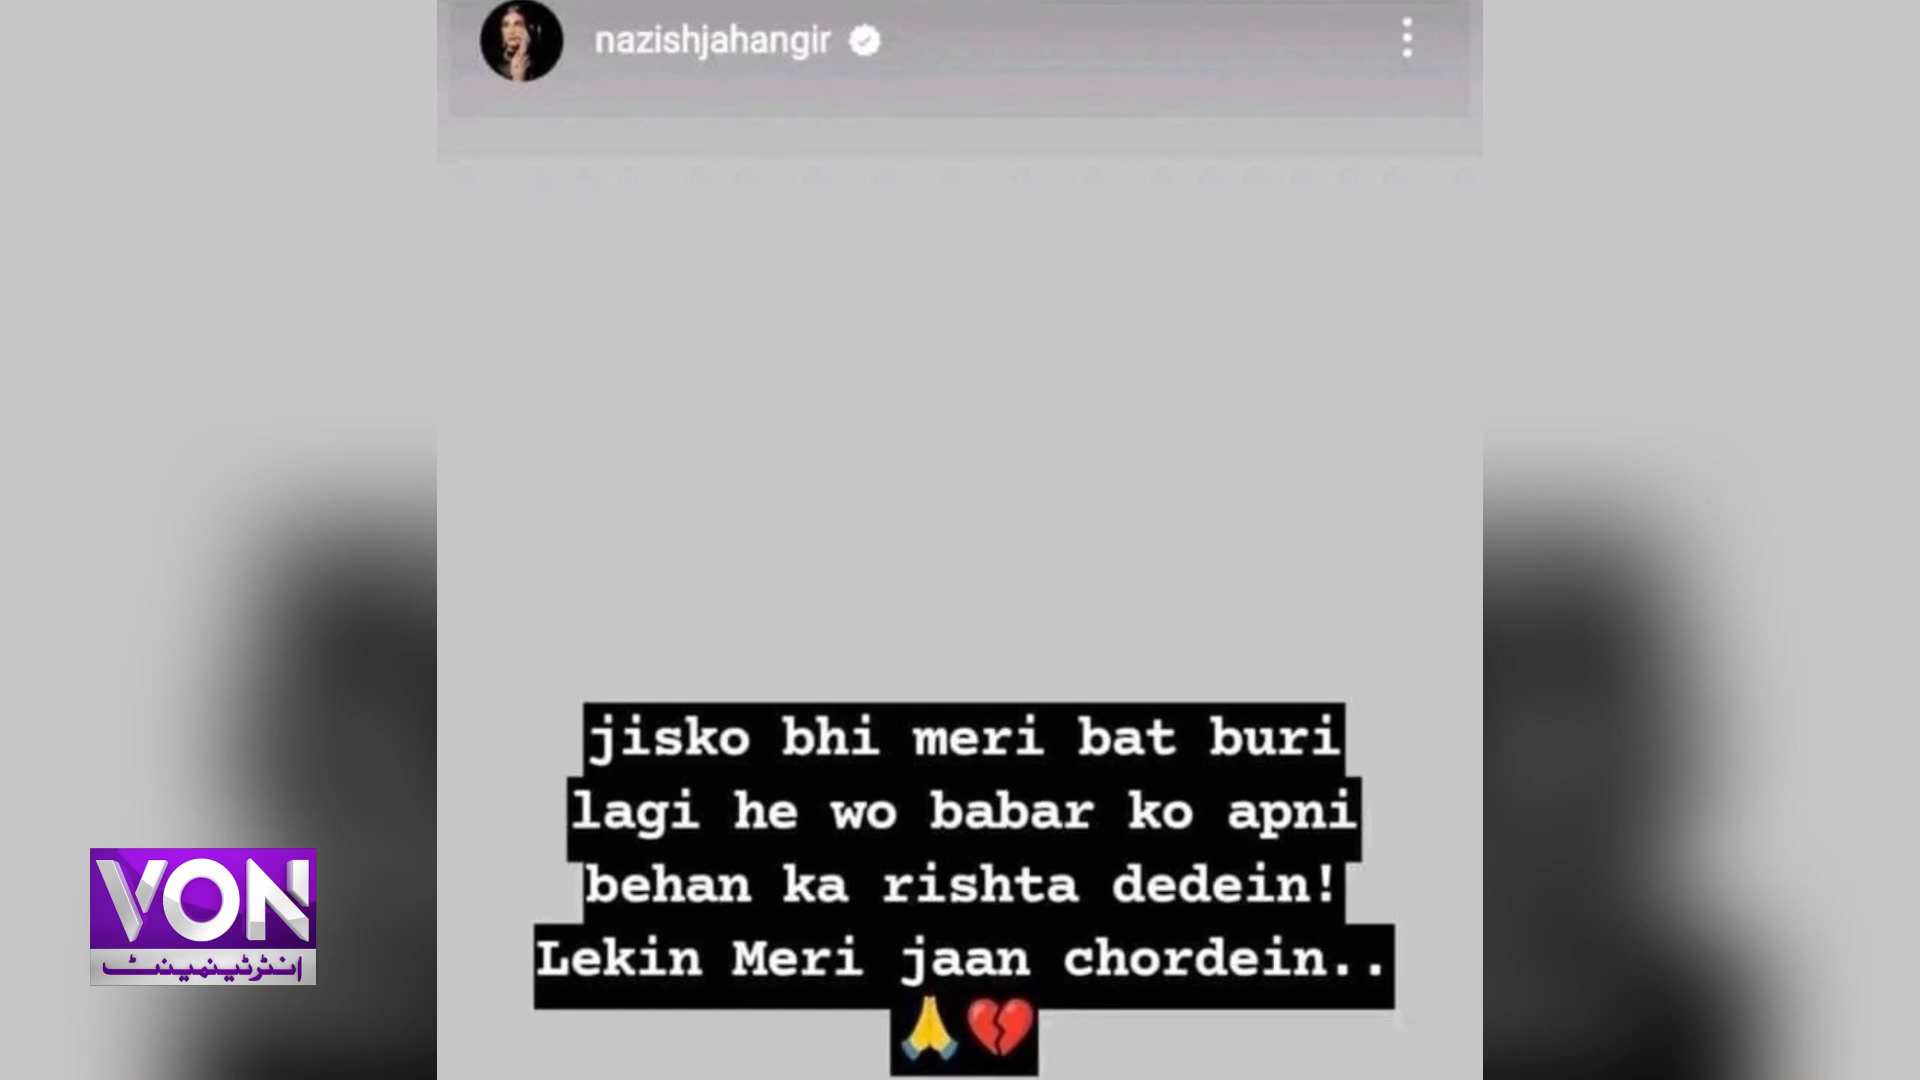 nazishjahangir
jisko bhi meri bat buri
lagi he wo babar ko apni
behan ka rishta dedein!
Lekin Meri jaan chordein..
🙏💔
VON
انٹرٹینمینٹ